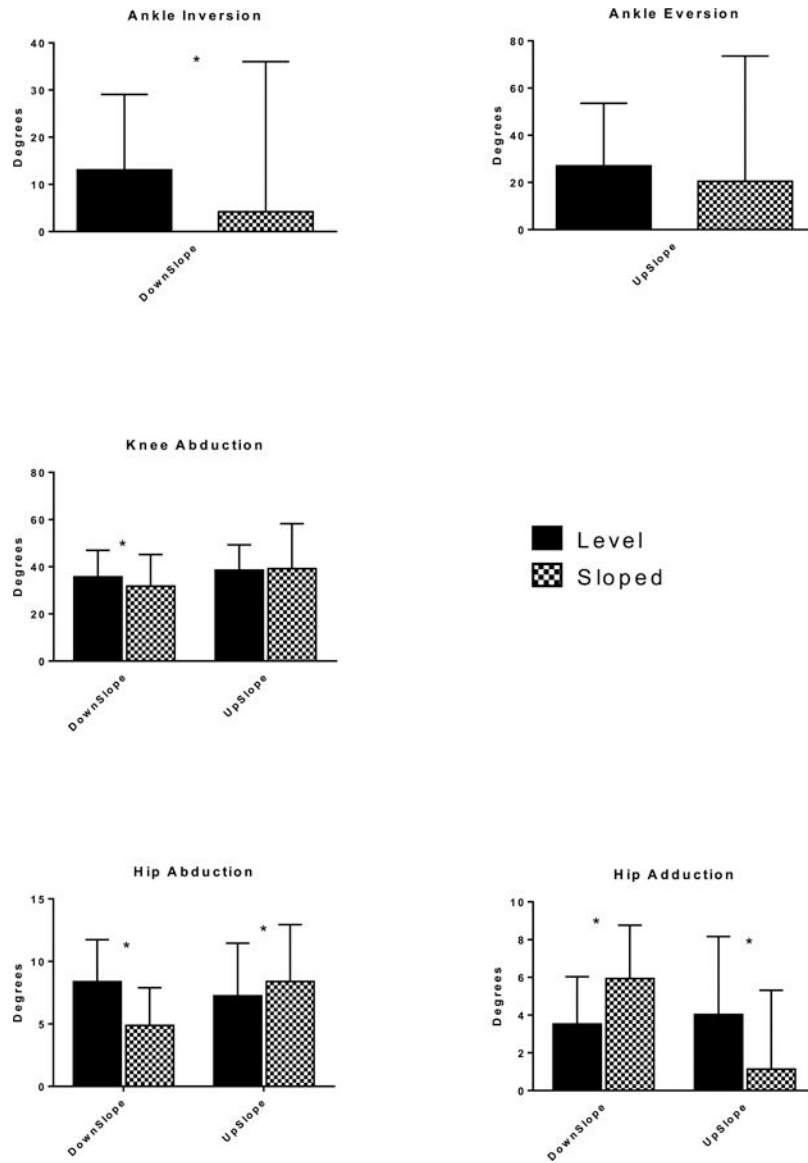 Ankle Inversion
Degrees
40
30
20
10
0
*
DownSlope
Ankle Eversion
Degrees
80
60
40
20
0
UpSlope
Knee Abduction
Degrees
80
60
40
20
0
*
DownSlope
UpSlope
Level
Sloped
Hip Abduction
Degrees
15
10
5
0
*
*
DownSlope
UpSlope
Hip Adduction
Degrees
10
8
6
4
2
0
*
*
DownSlope
UpSlope